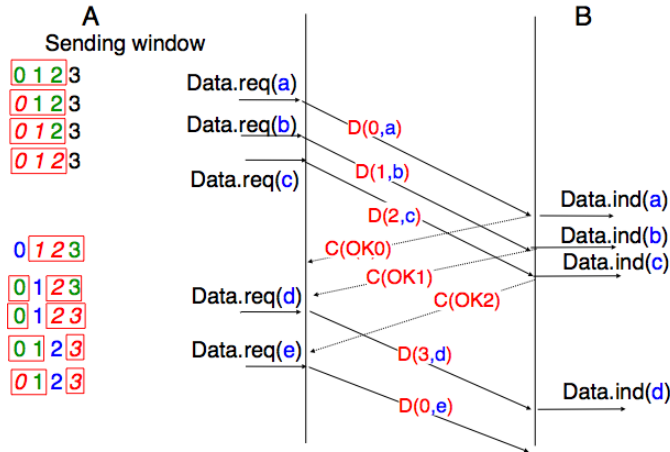 A B
Sending window
0 1 2 3
Data.req(a)
0 1 2 3
Data.req(b)
D(0,a)
0 1 2 3
0 1 2 3
D(1,b)
Data.req(c)
Data.ind(a)
D(2,c)
Data.ind(b)
0 1 2 3
C(OK0)
Data.ind(c)
C(OK1)
0 1 2 3
Data.req(d)
C(OK2)
0 1 2 3
0 1 2 3
Data.req(e)
D(3,d)
0 1 2 3
Data.ind(d)
D(0,e)